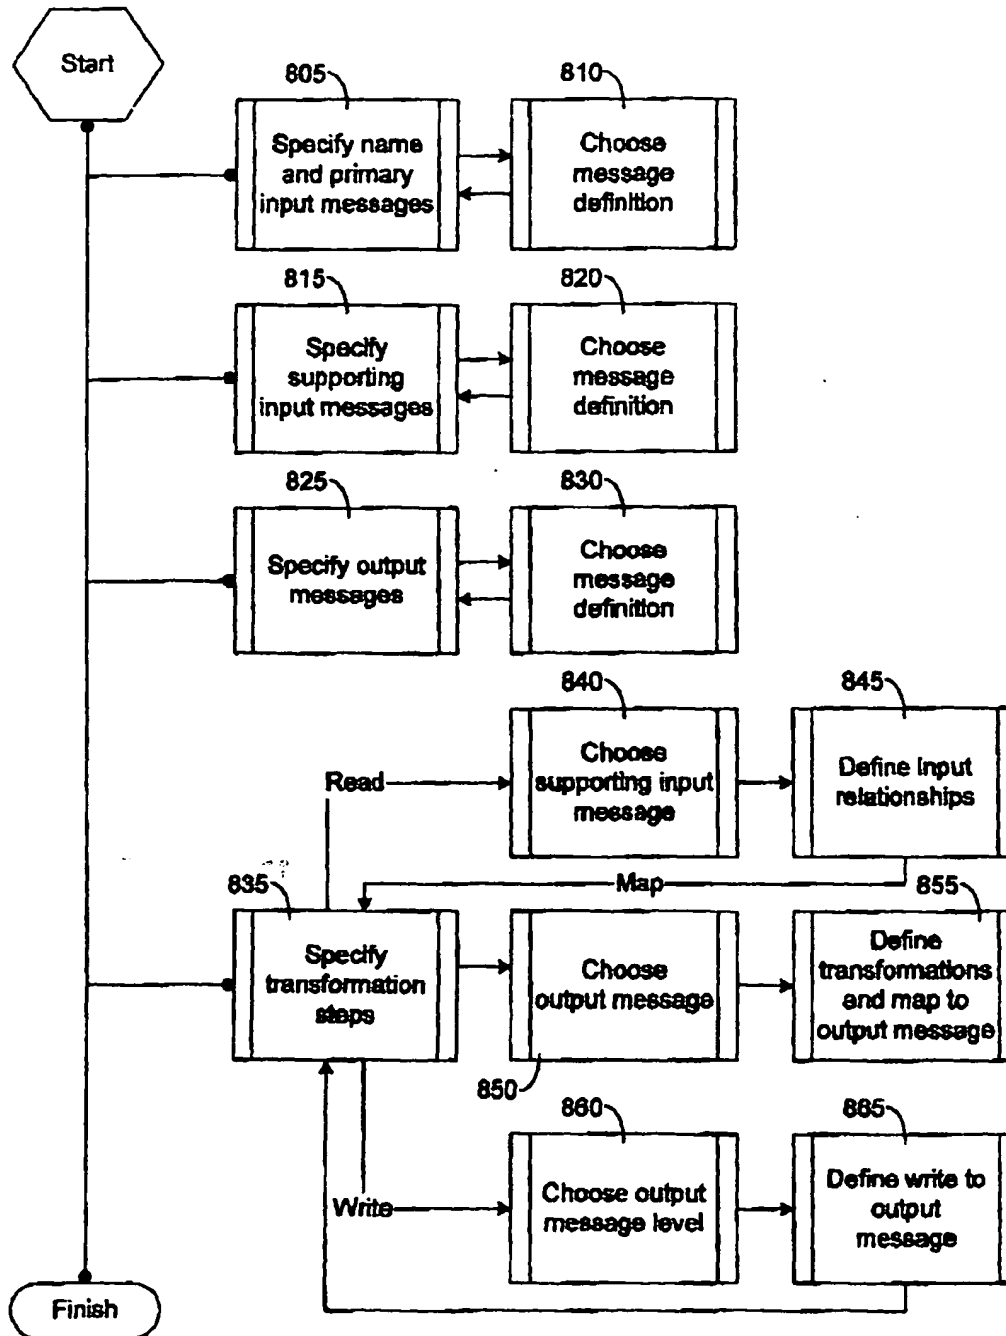 Start
805
Specify name
and primary
input messages
810
Choose
message
definition
815
Specify
supporting
input messages
820
Choose
message
definition
825
Specify output
messages
830
Choose
message
definition
840
Choose
supporting input
message
845
Define input
relationships
Read
Map
835
Specify
transformation
steps
Choose
output message
850
855
Define
transformations
and map to
output message
860
Choose output
message level
865
Define write to
output
message
Write
Finish